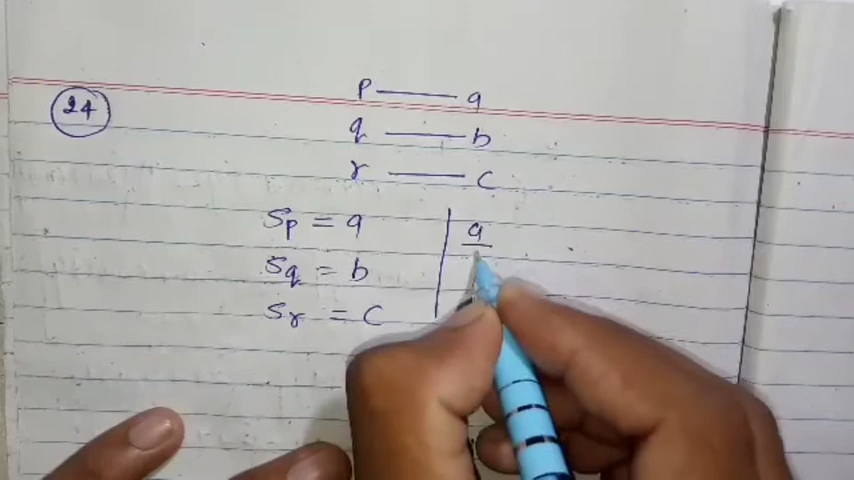 24
P — a
q — b
r — c
Sp = a
a
Sq = b
Sr = c